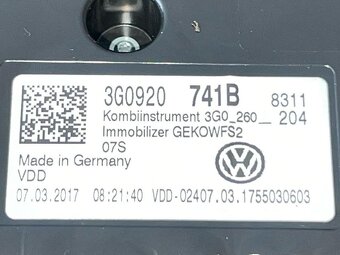 3G0920 741B 8311
Kombiinstrument 3G0_260__ 204
Immobilizer GEKOWFS2
07S
Made in Germany
VDD
07.03.2017 08:21:40 VDD-02407.03.1755030603